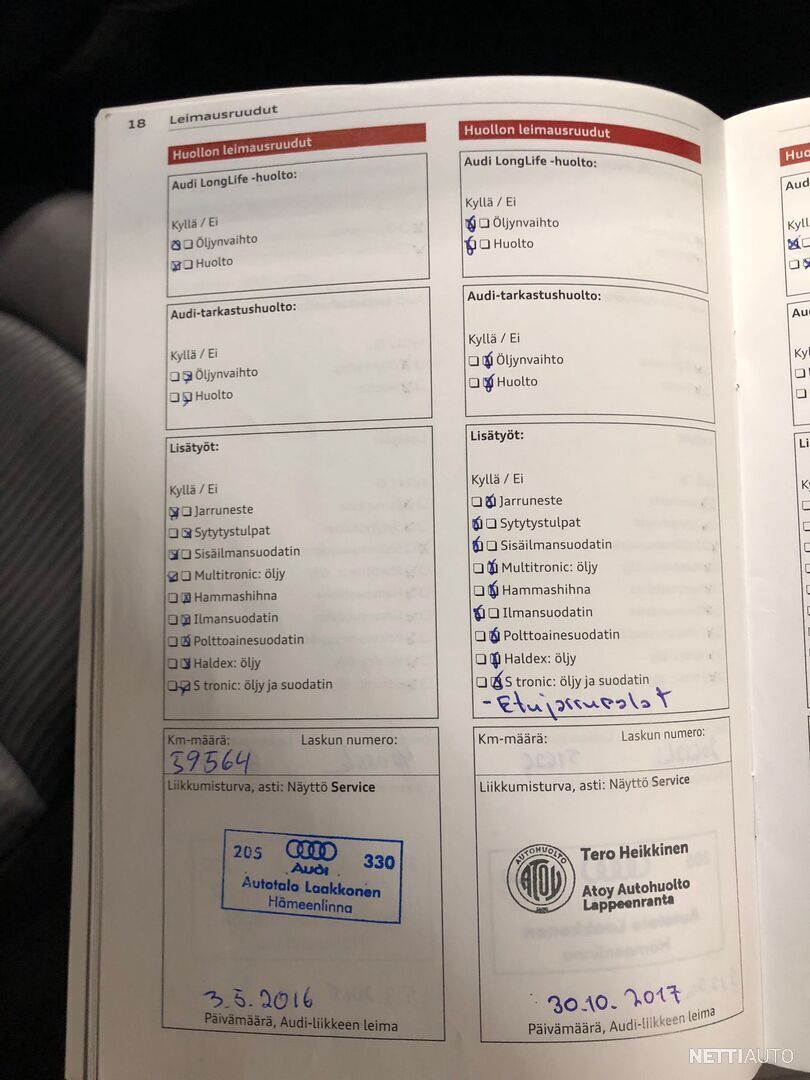 18 Leimausruudut
Huollon leimausruudut
Audi LongLife -huolto:
Kyllä / Ei
Öljynvaihto
Huolto
Audi-tarkastushuolto:
Kyllä / Ei
Öljynvaihto
Huolto
Lisätyöt:
Kyllä / Ei
Jarruneste
Sytytystulpat
Sisäilmansuodatin
Multitronic: öljy
Hammashihna
Ilmansuodatin
Polttoainesuodatin
Haldex: öljy
S tronic: öljy ja suodatin
Km-määrä: Laskun numero:
39564
Liikkumisturva, asti: Näyttö Service
205 330
Audi
Autotalo Laakkonen
Hämeenlinna
3.5.2016
Päivämäärä, Audi-liikkeen leima
Huollon leimausruudut
Audi LongLife -huolto:
Kyllä / Ei
Öljynvaihto
Huolto
Audi-tarkastushuolto:
Kyllä / Ei
Öljynvaihto
Huolto
Lisätyöt:
Kyllä / Ei
Jarruneste
Sytytystulpat
Sisäilmansuodatin
Multitronic: öljy
Hammashihna
Ilmansuodatin
Polttoainesuodatin
Haldex: öljy
S tronic: öljy ja suodatin
- Etujarrupalat
Km-määrä: Laskun numero:
Liikkumisturva, asti: Näyttö Service
AUTOHUOLTO
ATOY
Tero Heikkinen
Atoy Autohuolto
Lappeenranta
30.10.2017
Päivämäärä, Audi-liikkeen leima
NETTIAUTO